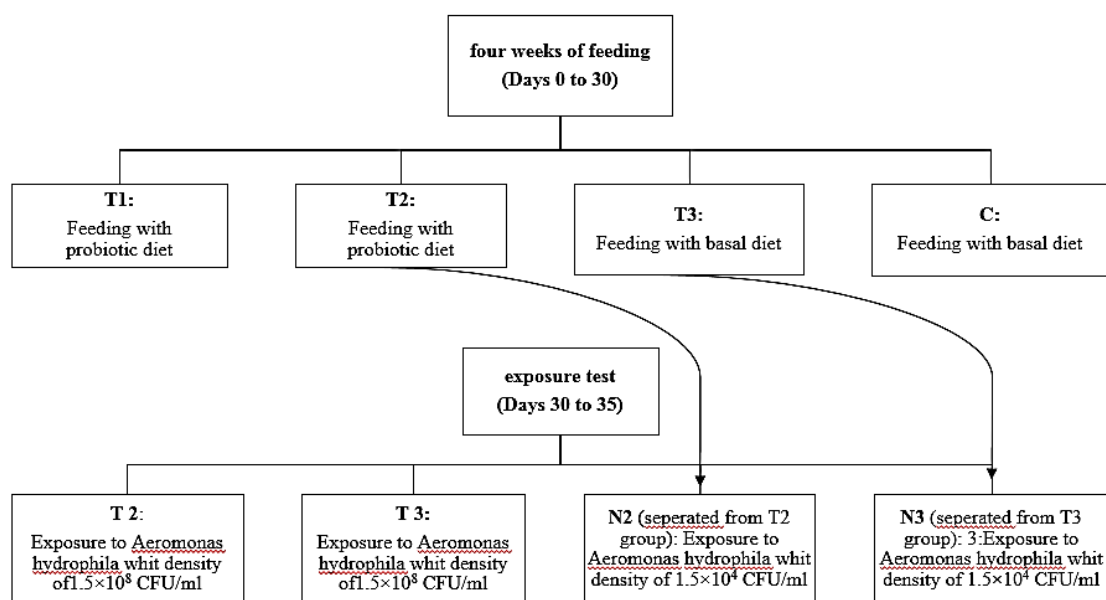 four weeks of feeding
(Days 0 to 30)
T1:
Feeding with
probiotic diet
T2:
Feeding with
probiotic diet
T3:
Feeding with basal diet
C:
Feeding with basal diet
exposure test
(Days 30 to 35)
T 2:
Exposure to Aeromonas
hydrophila whit density
of1.5×10⁸ CFU/ml
T 3:
Exposure to Aeromonas
hydrophila whit density
of1.5×10⁸ CFU/ml
N2 (seperated from T2
group): Exposure to
Aeromonas hydrophila whit
density of 1.5×10⁴ CFU/ml
N3 (seperated from T3
group): 3:Exposure to
Aeromonas hydrophila whit
density of 1.5×10⁴ CFU/ml